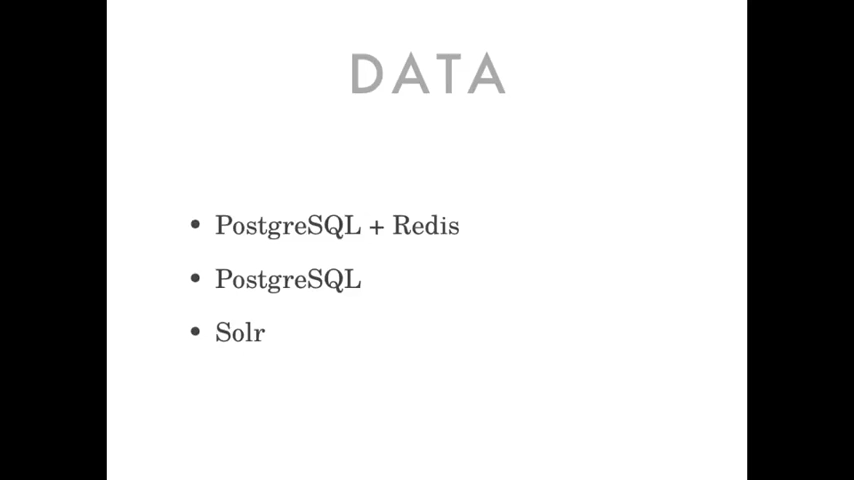 DATA
• PostgreSQL + Redis
• PostgreSQL
• Solr